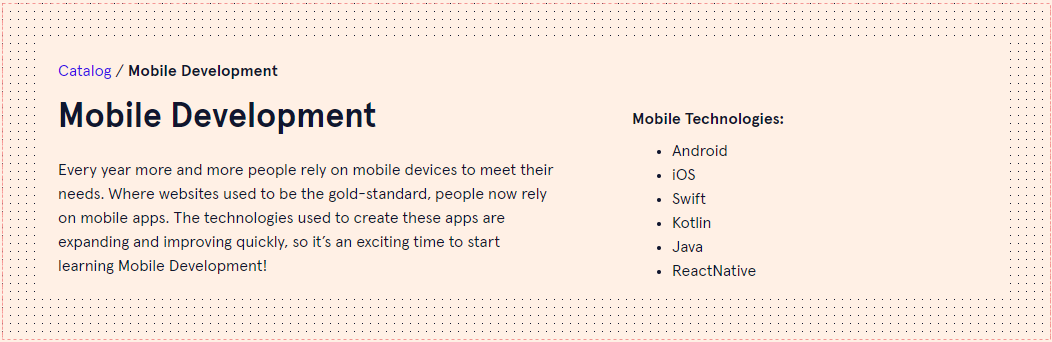 Catalog / Mobile Development
Mobile Development
Every year more and more people rely on mobile devices to meet their
needs. Where websites used to be the gold-standard, people now rely
on mobile apps. The technologies used to create these apps are
expanding and improving quickly, so it’s an exciting time to start
learning Mobile Development!
Mobile Technologies:
• Android
• iOS
• Swift
• Kotlin
• Java
• ReactNative